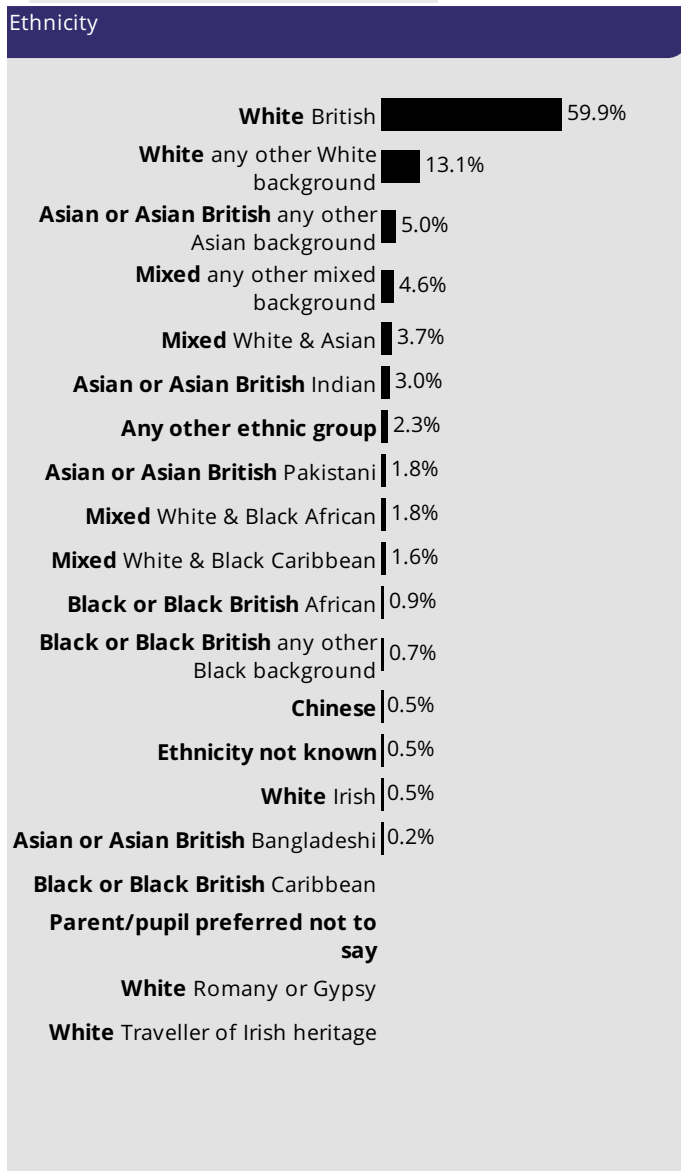 Ethnicity
White British 59.9%
White any other White
background 13.1%
Asian or Asian British any other
Asian background 5.0%
Mixed any other mixed
background 4.6%
Mixed White & Asian 3.7%
Asian or Asian British Indian 3.0%
Any other ethnic group 2.3%
Asian or Asian British Pakistani 1.8%
Mixed White & Black African 1.8%
Mixed White & Black Caribbean 1.6%
Black or Black British African 0.9%
Black or Black British any other
Black background 0.7%
Chinese 0.5%
Ethnicity not known 0.5%
White Irish 0.5%
Asian or Asian British Bangladeshi 0.2%
Black or Black British Caribbean
Parent/pupil preferred not to
say
White Romany or Gypsy
White Traveller of Irish heritage